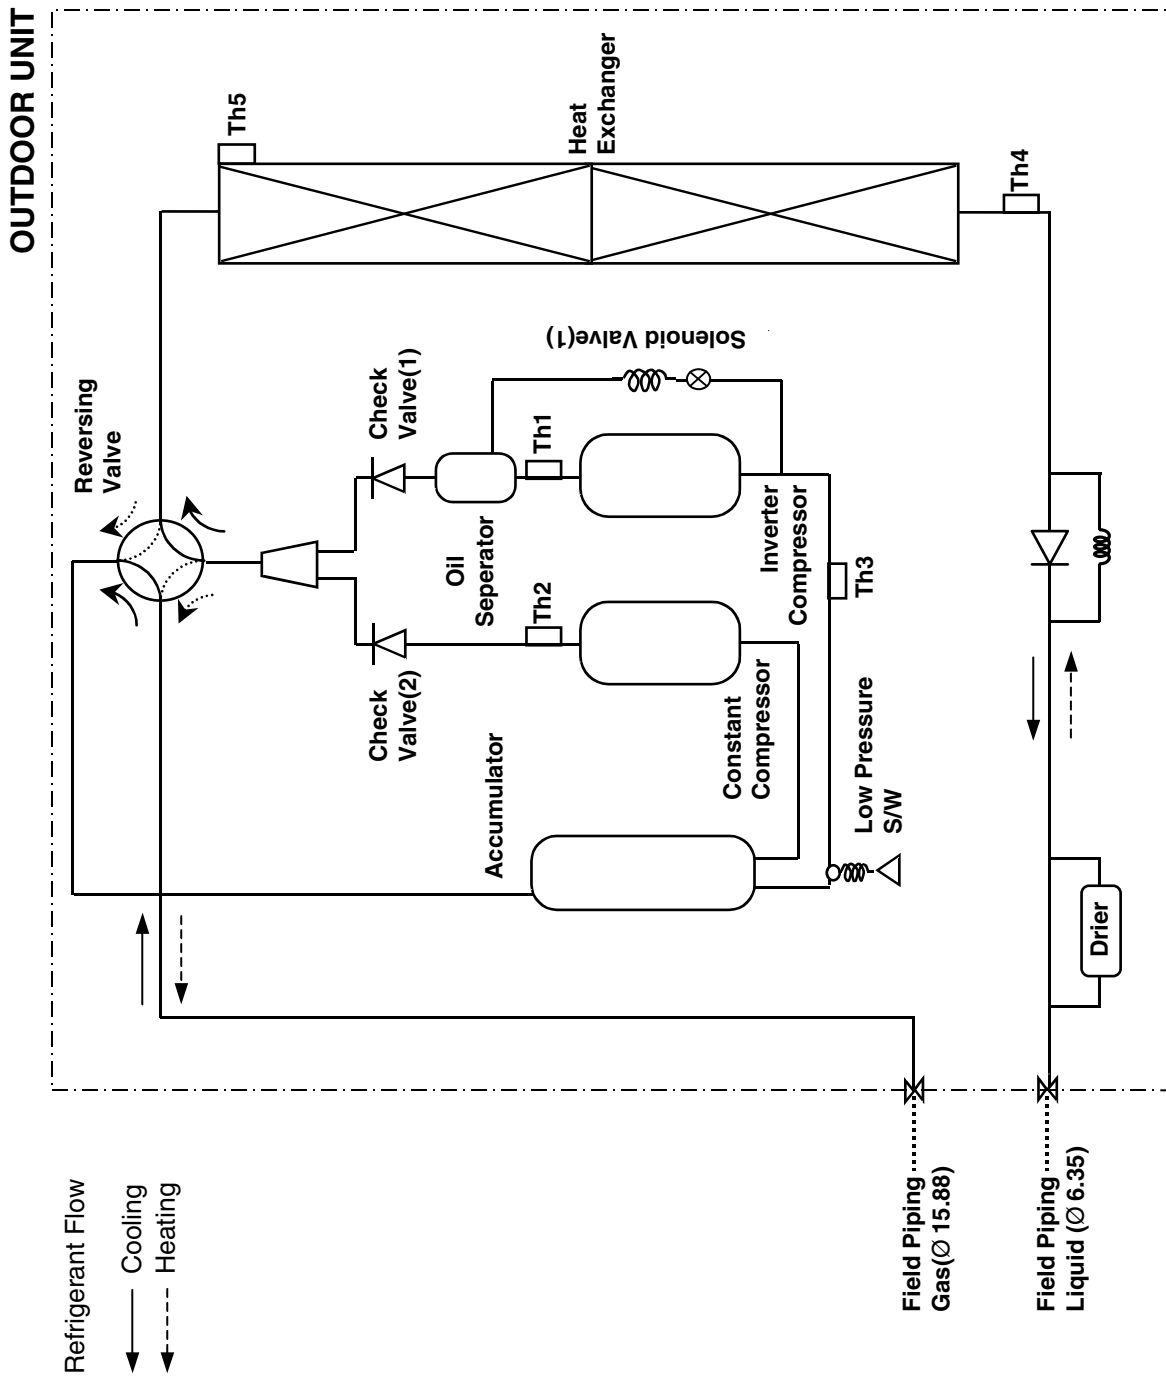 OUTDOOR UNIT
Th5
Heat
Exchanger
Th4
Solenoid Valve(1)
Reversing
Valve
Check
Valve(1)
Th1
Oil
Seperator
Inverter
Compressor
Th3
Check
Valve(2)
Th2
Constant
Compressor
Accumulator
Low Pressure
S/W
Drier
Field Piping
Gas(Ø 15.88)
Field Piping
Liquid (Ø 6.35)
Refrigerant Flow
Cooling
Heating